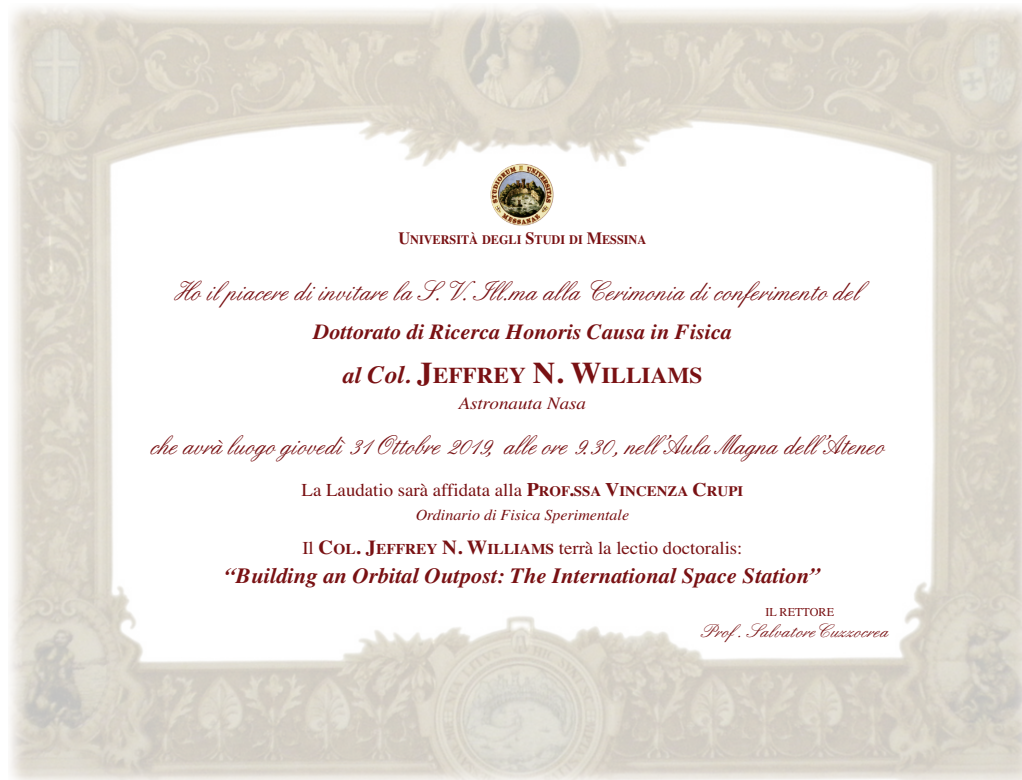 STUDIORUM UNIVERSITAS MESSANAE
UNIVERSITÀ DEGLI STUDI DI MESSINA
Ho il piacere di invitare la S. V. Ill.ma alla Cerimonia di conferimento del
Dottorato di Ricerca Honoris Causa in Fisica
al Col. JEFFREY N. WILLIAMS
Astronauta Nasa
che avrà luogo giovedì 31 Ottobre 2019, alle ore 9.30, nell'Aula Magna dell'Ateneo
La Laudatio sarà affidata alla PROF.SSA VINCENZA CRUPI
Ordinario di Fisica Sperimentale
Il COL. JEFFREY N. WILLIAMS terrà la lectio doctoralis:
“Building an Orbital Outpost: The International Space Station”
IL RETTORE
Prof. Salvatore Cuzzocrea